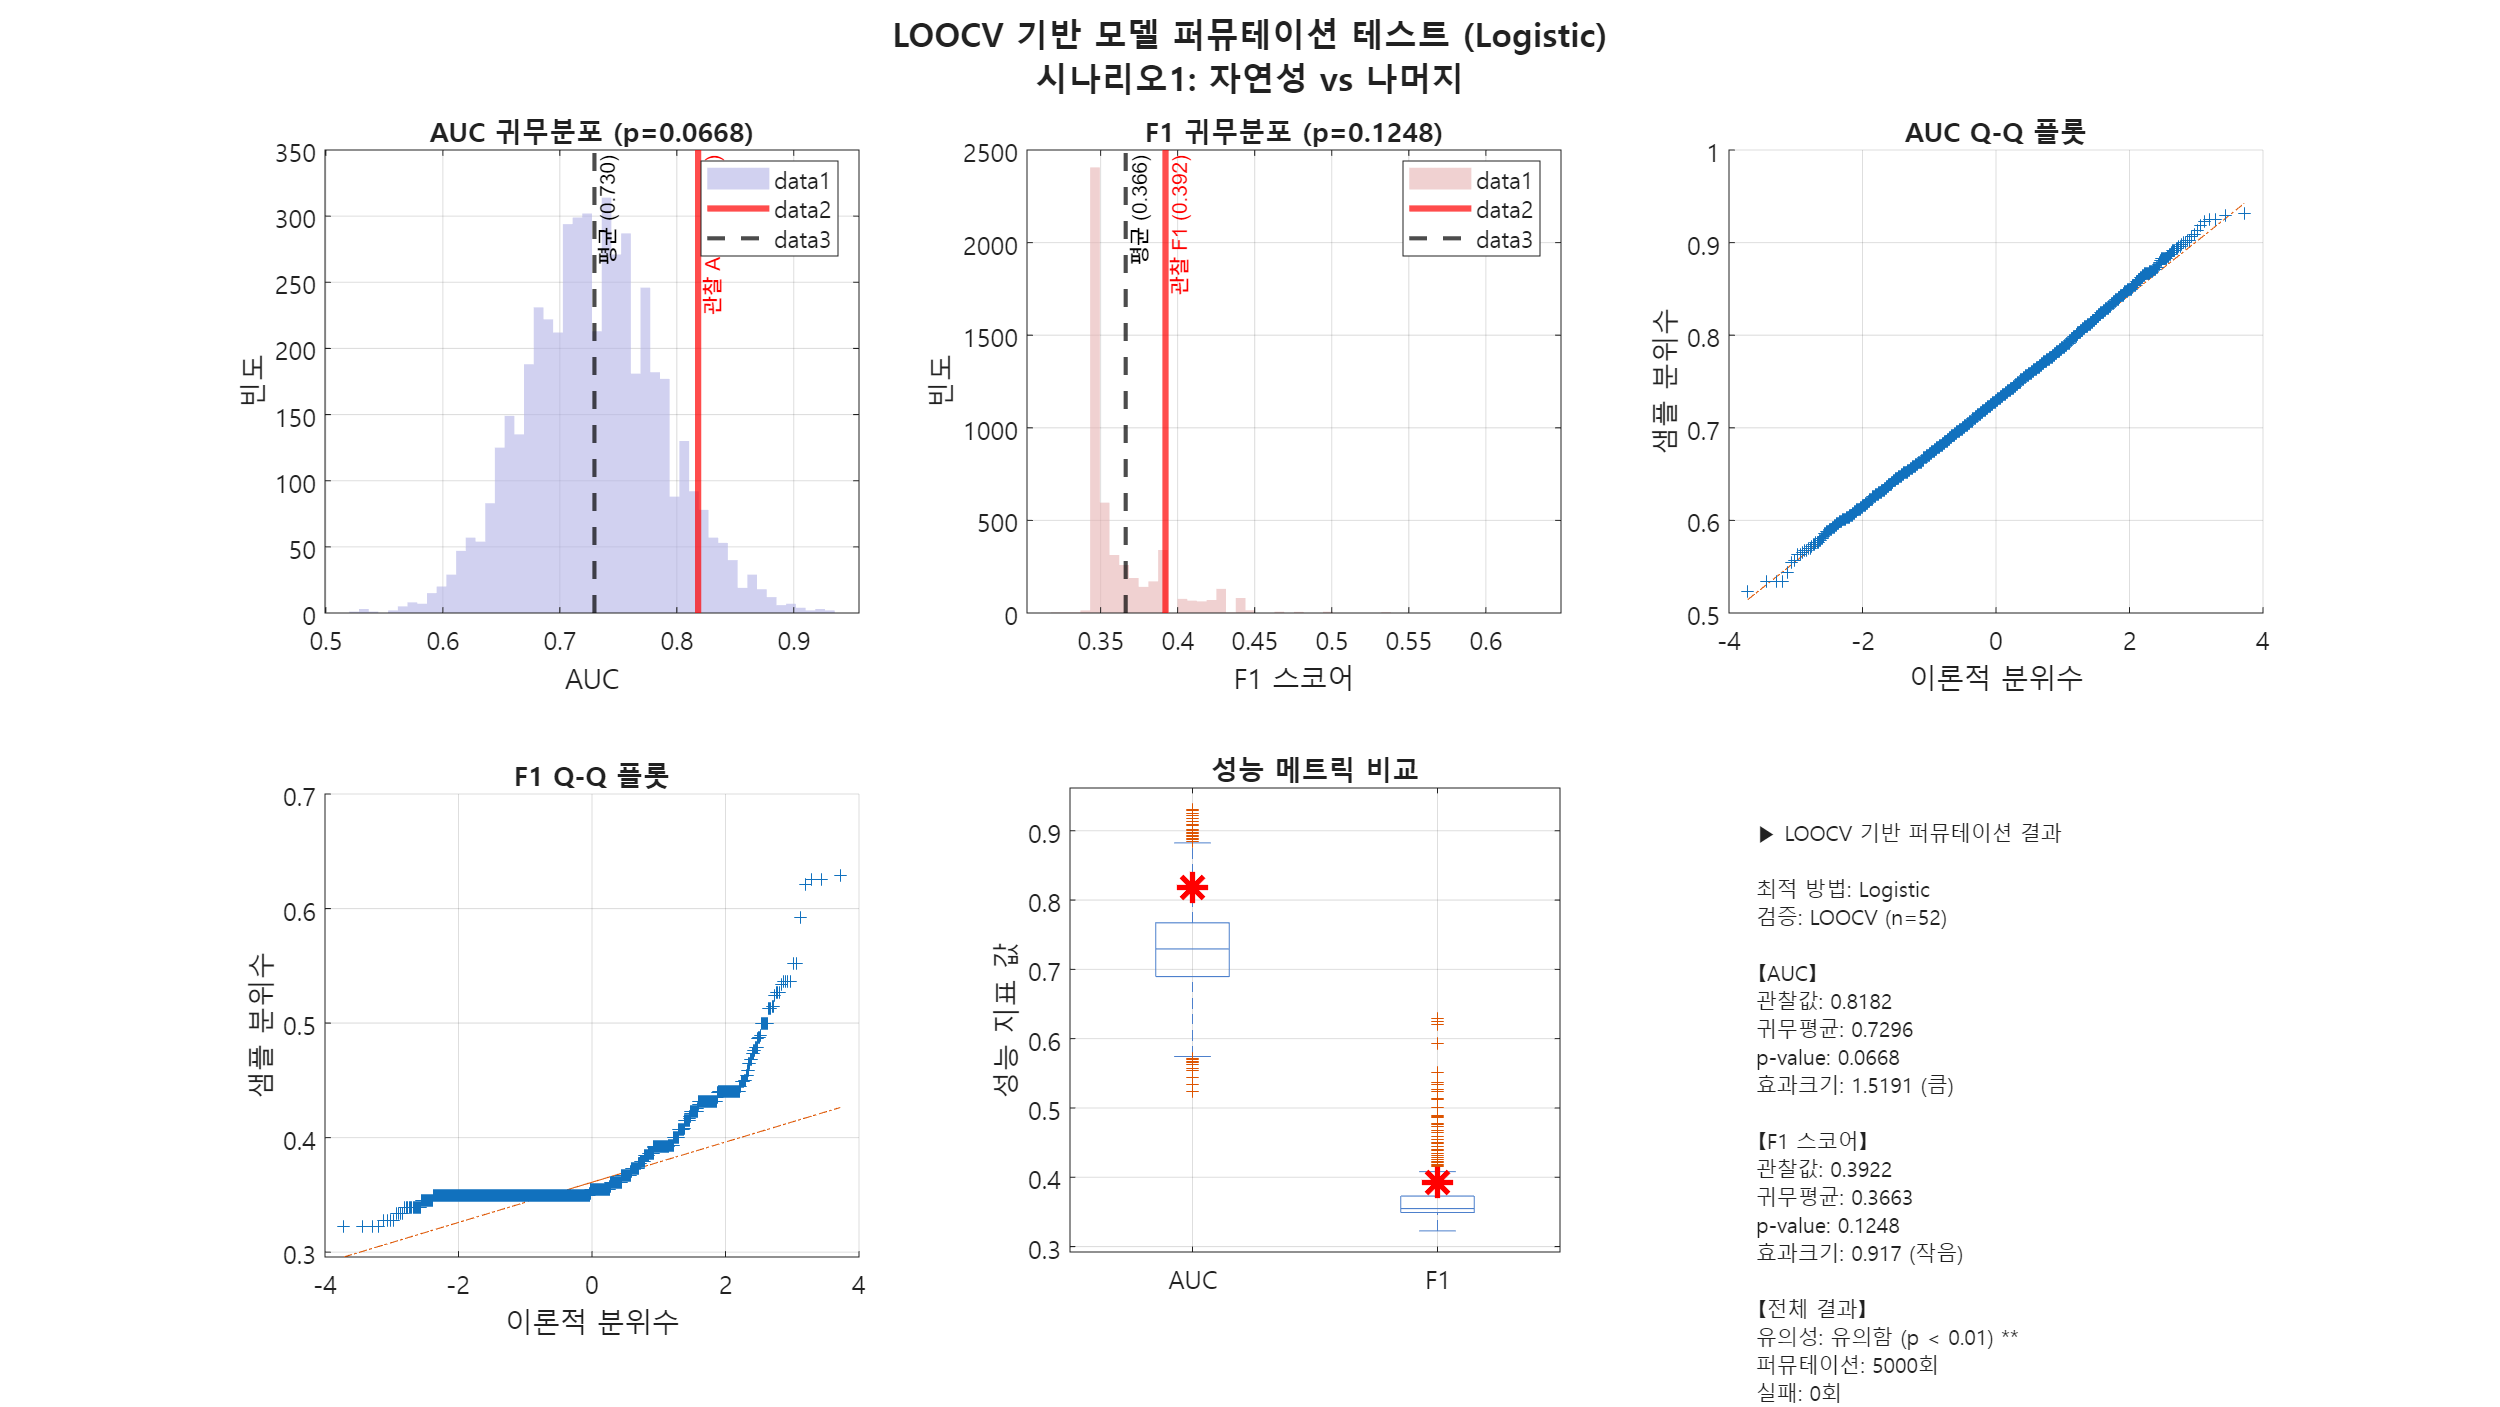 LOOCV 기반 모델 퍼뮤테이션 테스트 (Logistic)
시나리오1: 자연성 vs 나머지
AUC 귀무분포 (p=0.0668)
350
300
250
200
150
100
50
0
0.5
0.6
0.7
0.8
0.9
빈도
AUC
평균 (0.730)
관찰 A
data1
data2
data3
F1 귀무분포 (p=0.1248)
2500
2000
1500
1000
500
0
0.35
0.4
0.45
0.5
0.55
0.6
빈도
F1 스코어
평균 (0.366)
관찰 F1 (0.392)
data1
data2
data3
AUC Q-Q 플롯
1
0.9
0.8
0.7
0.6
0.5
-4
-2
0
2
4
샘플 분위수
이론적 분위수
F1 Q-Q 플롯
0.7
0.6
0.5
0.4
0.3
-4
-2
0
2
4
샘플 분위수
이론적 분위수
성능 메트릭 비교
0.9
0.8
0.7
0.6
0.5
0.4
0.3
AUC
F1
성능 지표 값
▶ LOOCV 기반 퍼뮤테이션 결과
최적 방법: Logistic
검증: LOOCV (n=52)
【AUC】
관찰값: 0.8182
귀무평균: 0.7296
p-value: 0.0668
효과크기: 1.5191 (큼)
【F1 스코어】
관찰값: 0.3922
귀무평균: 0.3663
p-value: 0.1248
효과크기: 0.917 (작음)
【전체 결과】
유의성: 유의함 (p < 0.01) **
퍼뮤테이션: 5000회
실패: 0회